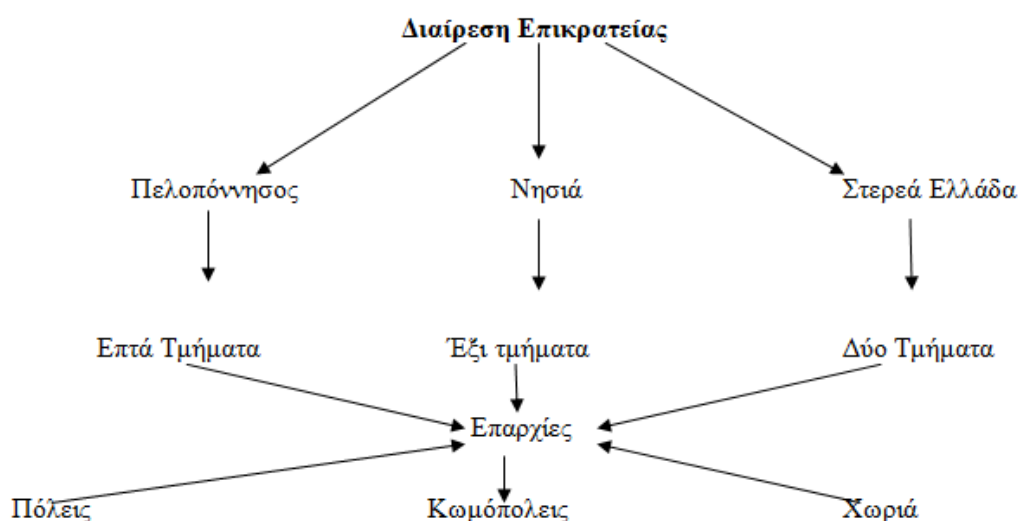 Διαίρεση Επικρατείας
Πελοπόννησος Νησιά Στερεά Ελλάδα
Επτά Τμήματα Έξι τμήματα Δύο Τμήματα
Επαρχίες
Πόλεις Κωμόπολεις Χωριά